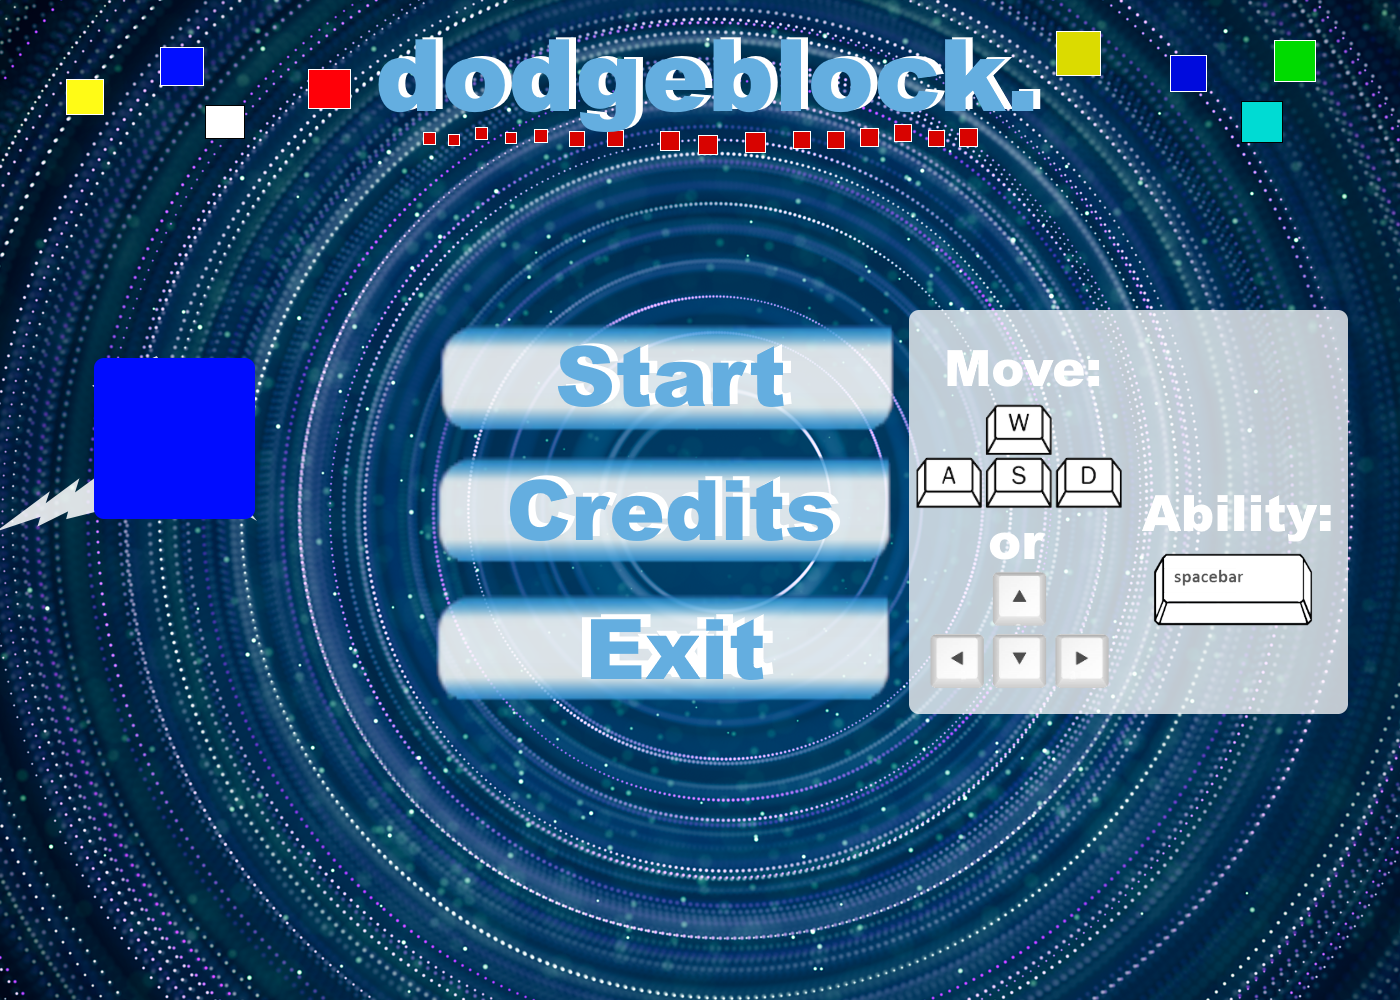 dodgeblock.
Start
Credits
Exit
Move:
W
A S D
or
▲
◄ ▼ ►
Ability:
spacebar